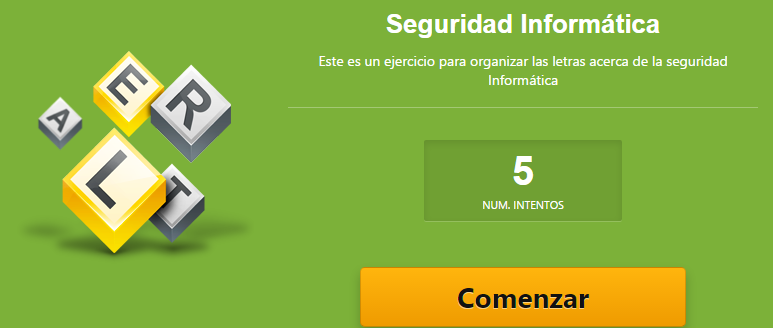 Seguridad Informática
Este es un ejercicio para organizar las letras acerca de la seguridad
Informática
A
E
R
L
T
5
NUM. INTENTOS
Comenzar